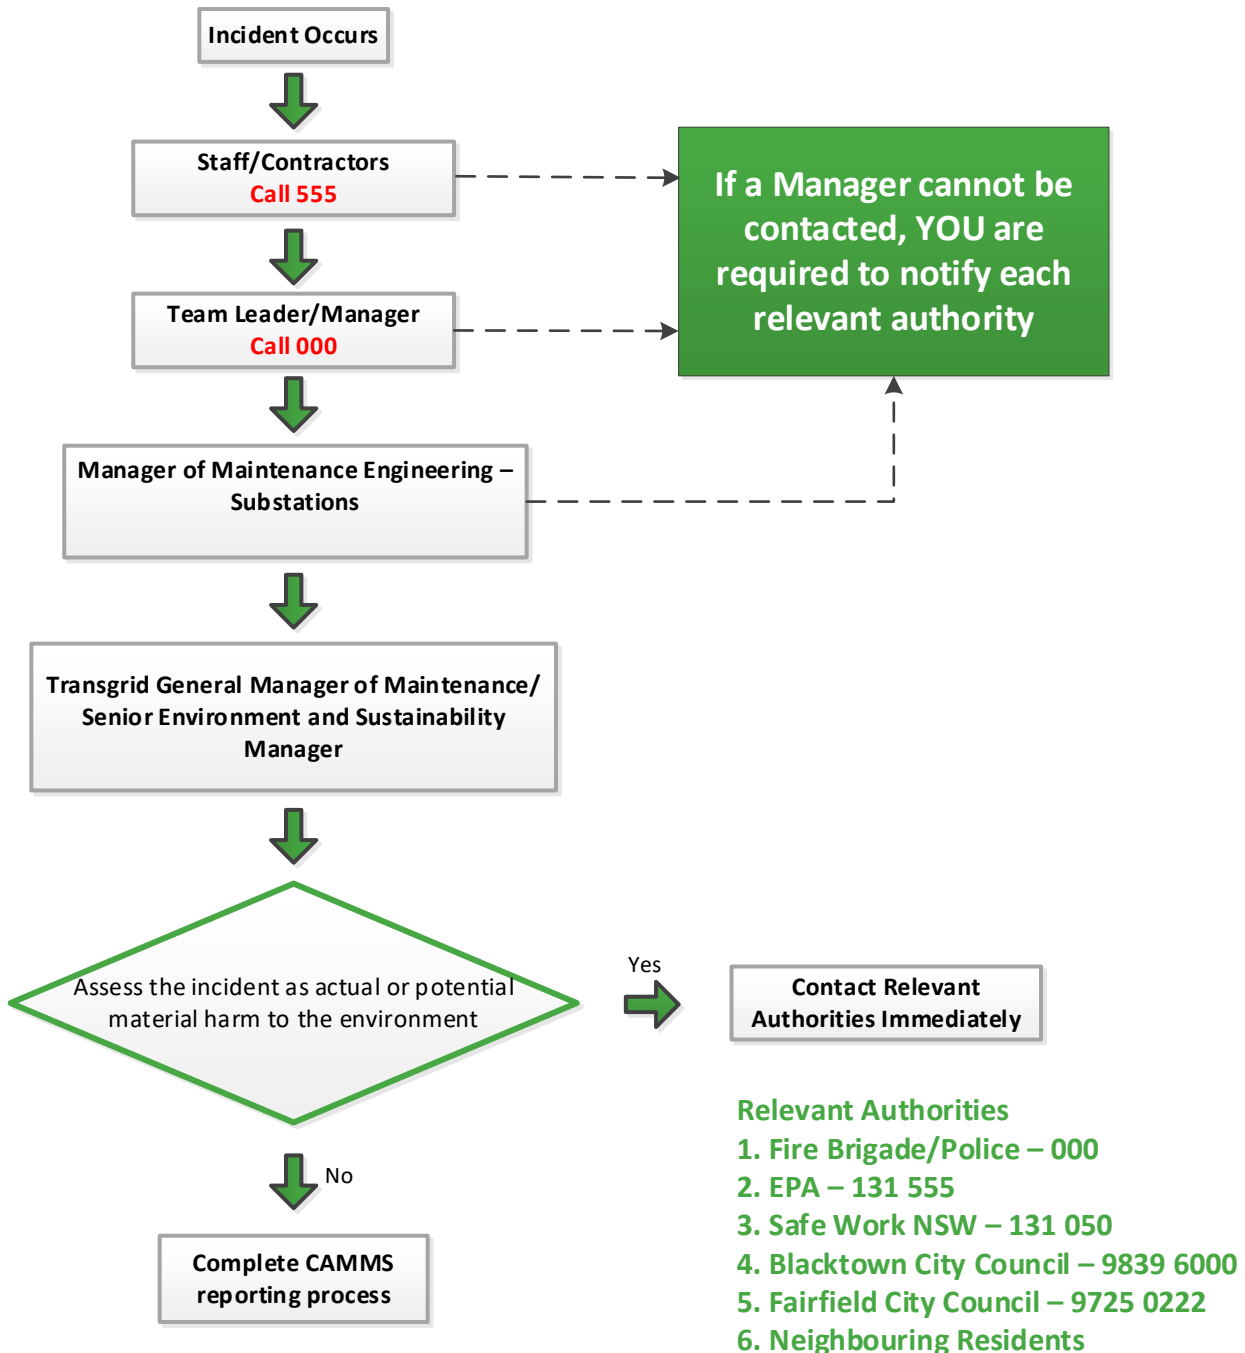 Incident Occurs
Staff/Contractors
Call 555
If a Manager cannot be
contacted, YOU are
required to notify each
relevant authority
Team Leader/Manager
Call 000
Manager of Maintenance Engineering –
Substations
Transgrid General Manager of Maintenance/
Senior Environment and Sustainability
Manager
Assess the incident as actual or potential
material harm to the environment
Yes
Contact Relevant
Authorities Immediately
No
Complete CAMMS
reporting process
Relevant Authorities
1. Fire Brigade/Police – 000
2. EPA – 131 555
3. Safe Work NSW – 131 050
4. Blacktown City Council – 9839 6000
5. Fairfield City Council – 9725 0222
6. Neighbouring Residents